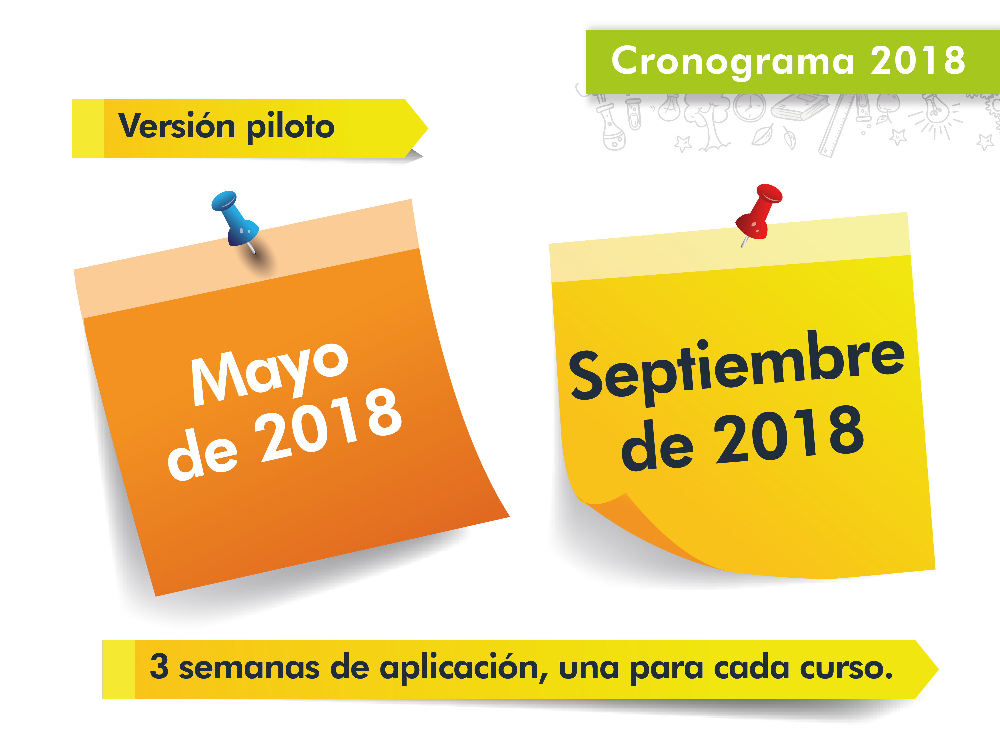 Cronograma 2018
Versión piloto
Mayo
de 2018
Septiembre
de 2018
3 semanas de aplicación, una para cada curso.